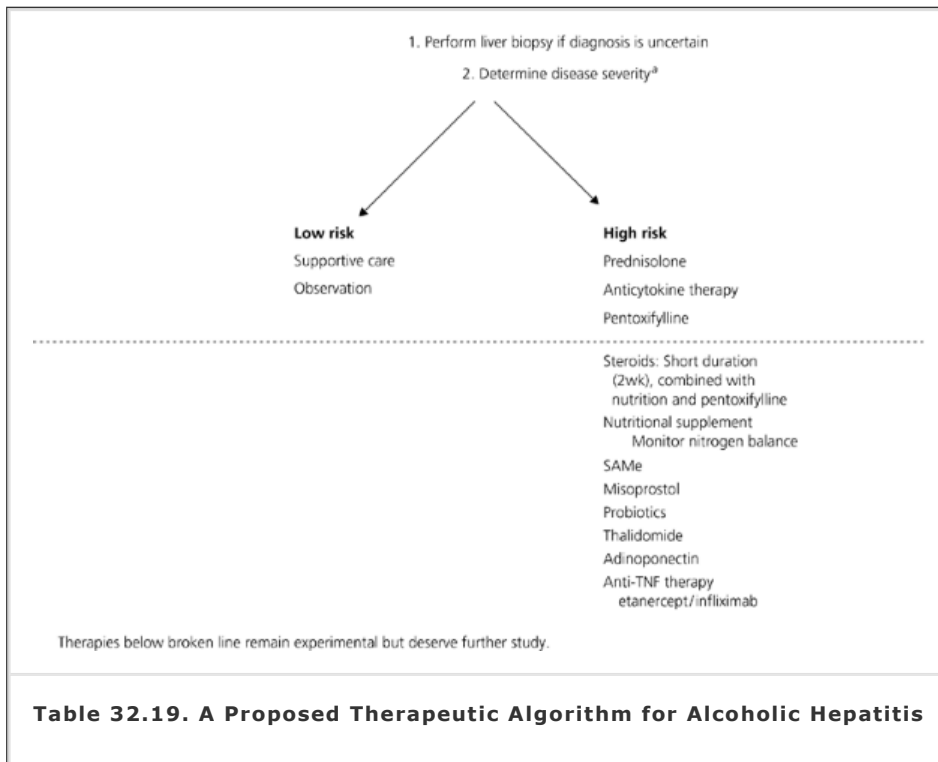 1. Perform liver biopsy if diagnosis is uncertain
2. Determine disease severityᵃ
Low risk
Supportive care
Observation
High risk
Prednisolone
Anticytokine therapy
Pentoxifylline
Steroids: Short duration
(2wk), combined with
nutrition and pentoxifylline
Nutritional supplement
Monitor nitrogen balance
SAMe
Misoprostol
Probiotics
Thalidomide
Adinoponectin
Anti-TNF therapy
etanercept/infliximab
Therapies below broken line remain experimental but deserve further study.
Table 32.19. A Proposed Therapeutic Algorithm for Alcoholic Hepatitis